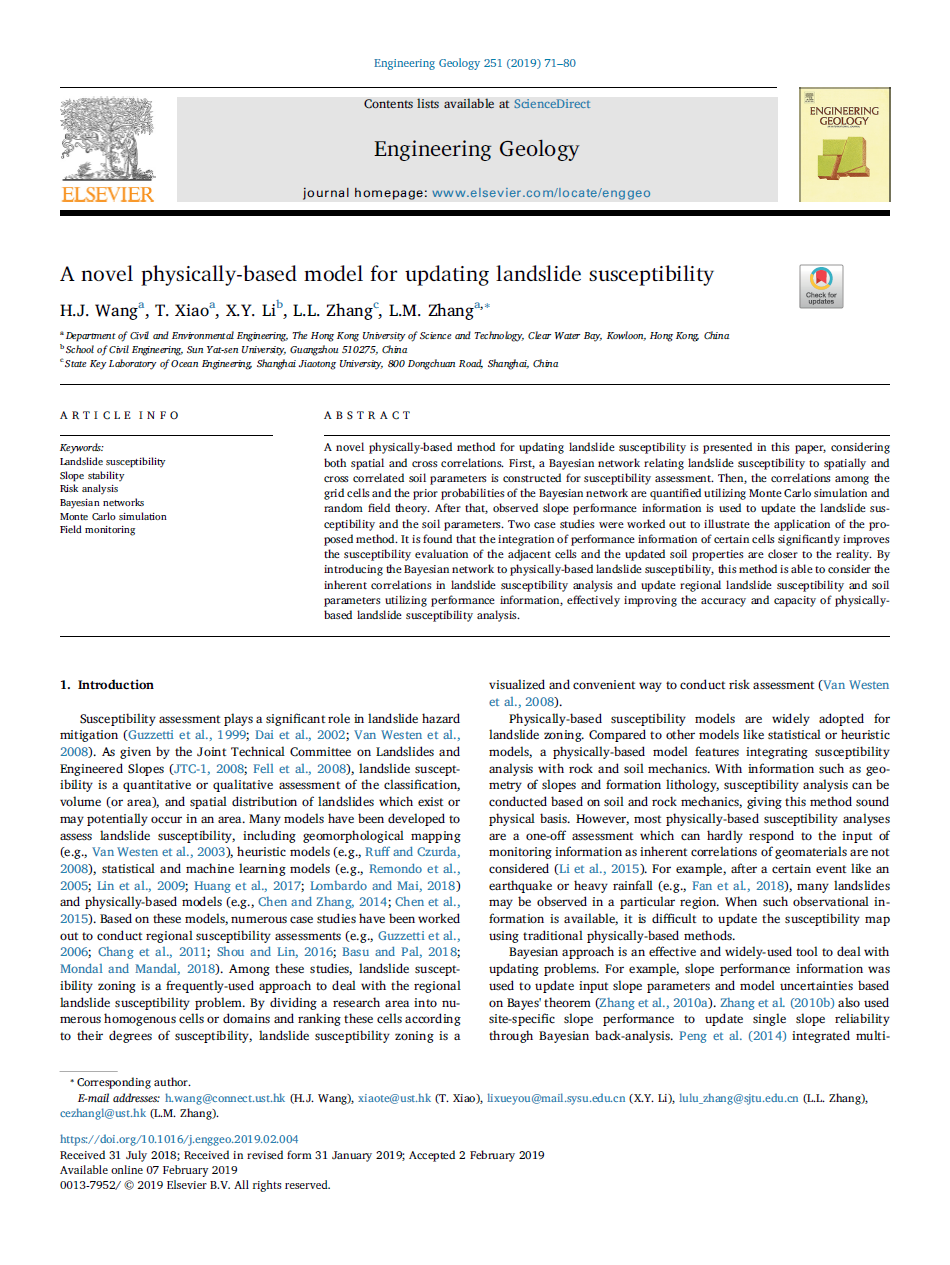 Engineering Geology 251 (2019) 71–80
Contents lists available at ScienceDirect
Engineering Geology
journal homepage: www.elsevier.com/locate/enggeo
ELSEVIER
ENGINEERING
GEOLOGY
A novel physically-based model for updating landslide susceptibility
Check for
updates
H.J. Wangᵃ, T. Xiaoᵃ, X.Y. Liᵇ, L.L. Zhangᶜ, L.M. Zhangᵃ,*
ᵃ Department of Civil and Environmental Engineering, The Hong Kong University of Science and Technology, Clear Water Bay, Kowloon, Hong Kong, China
ᵇ School of Civil Engineering, Sun Yat-sen University, Guangzhou 510275, China
ᶜ State Key Laboratory of Ocean Engineering, Shanghai Jiaotong University, 800 Dongchuan Road, Shanghai, China
ARTICLE INFO
Keywords:
Landslide susceptibility
Slope stability
Risk analysis
Bayesian networks
Monte Carlo simulation
Field monitoring
ABSTRACT
A novel physically-based method for updating landslide susceptibility is presented in this paper, considering
both spatial and cross correlations. First, a Bayesian network relating landslide susceptibility to spatially and
cross correlated soil parameters is constructed for susceptibility assessment. Then, the correlations among the
grid cells and the prior probabilities of the Bayesian network are quantified utilizing Monte Carlo simulation and
random field theory. After that, observed slope performance information is used to update the landslide sus-
ceptibility and the soil parameters. Two case studies were worked out to illustrate the application of the pro-
posed method. It is found that the integration of performance information of certain cells significantly improves
the susceptibility evaluation of the adjacent cells and the updated soil properties are closer to the reality. By
introducing the Bayesian network to physically-based landslide susceptibility, this method is able to consider the
inherent correlations in landslide susceptibility analysis and update regional landslide susceptibility and soil
parameters utilizing performance information, effectively improving the accuracy and capacity of physically-
based landslide susceptibility analysis.
1. Introduction
Susceptibility assessment plays a significant role in landslide hazard
mitigation (Guzzetti et al., 1999; Dai et al., 2002; Van Westen et al.,
2008). As given by the Joint Technical Committee on Landslides and
Engineered Slopes (JTC-1, 2008; Fell et al., 2008), landslide suscept-
ibility is a quantitative or qualitative assessment of the classification,
volume (or area), and spatial distribution of landslides which exist or
may potentially occur in an area. Many models have been developed to
assess landslide susceptibility, including geomorphological mapping
(e.g., Van Westen et al., 2003), heuristic models (e.g., Ruff and Czurda,
2008), statistical and machine learning models (e.g., Remondo et al.,
2005; Lin et al., 2009; Huang et al., 2017; Lombardo and Mai, 2018)
and physically-based models (e.g., Chen and Zhang, 2014; Chen et al.,
2015). Based on these models, numerous case studies have been worked
out to conduct regional susceptibility assessments (e.g., Guzzetti et al.,
2006; Chang et al., 2011; Shou and Lin, 2016; Basu and Pal, 2018;
Mondal and Mandal, 2018). Among these studies, landslide suscept-
ibility zoning is a frequently-used approach to deal with the regional
landslide susceptibility problem. By dividing a research area into nu-
merous homogenous cells or domains and ranking these cells according
to their degrees of susceptibility, landslide susceptibility zoning is a
visualized and convenient way to conduct risk assessment (Van Westen
et al., 2008).
Physically-based susceptibility models are widely adopted for
landslide zoning. Compared to other models like statistical or heuristic
models, a physically-based model features integrating susceptibility
analysis with rock and soil mechanics. With information such as geo-
metry of slopes and formation lithology, susceptibility analysis can be
conducted based on soil and rock mechanics, giving this method sound
physical basis. However, most physically-based susceptibility analyses
are a one-off assessment which can hardly respond to the input of
monitoring information as inherent correlations of geomaterials are not
considered (Li et al., 2015). For example, after a certain event like an
earthquake or heavy rainfall (e.g., Fan et al., 2018), many landslides
may be observed in a particular region. When such observational in-
formation is available, it is difficult to update the susceptibility map
using traditional physically-based methods.
Bayesian approach is an effective and widely-used tool to deal with
updating problems. For example, slope performance information was
used to update input slope parameters and model uncertainties based
on Bayes' theorem (Zhang et al., 2010a). Zhang et al. (2010b) also used
site-specific slope performance to update single slope reliability
through Bayesian back-analysis. Peng et al. (2014) integrated multi-
* Corresponding author.
E-mail addresses: h.wang@connect.ust.hk (H.J. Wang), xiaote@ust.hk (T. Xiao), lixueyou@mail.sysu.edu.cn (X.Y. Li), lulu_zhang@sjtu.edu.cn (L.L. Zhang),
cezhangl@ust.hk (L.M. Zhang).
https://doi.org/10.1016/j.enggeo.2019.02.004
Received 31 July 2018; Received in revised form 31 January 2019; Accepted 2 February 2019
Available online 07 February 2019
0013-7952/ © 2019 Elsevier B.V. All rights reserved.